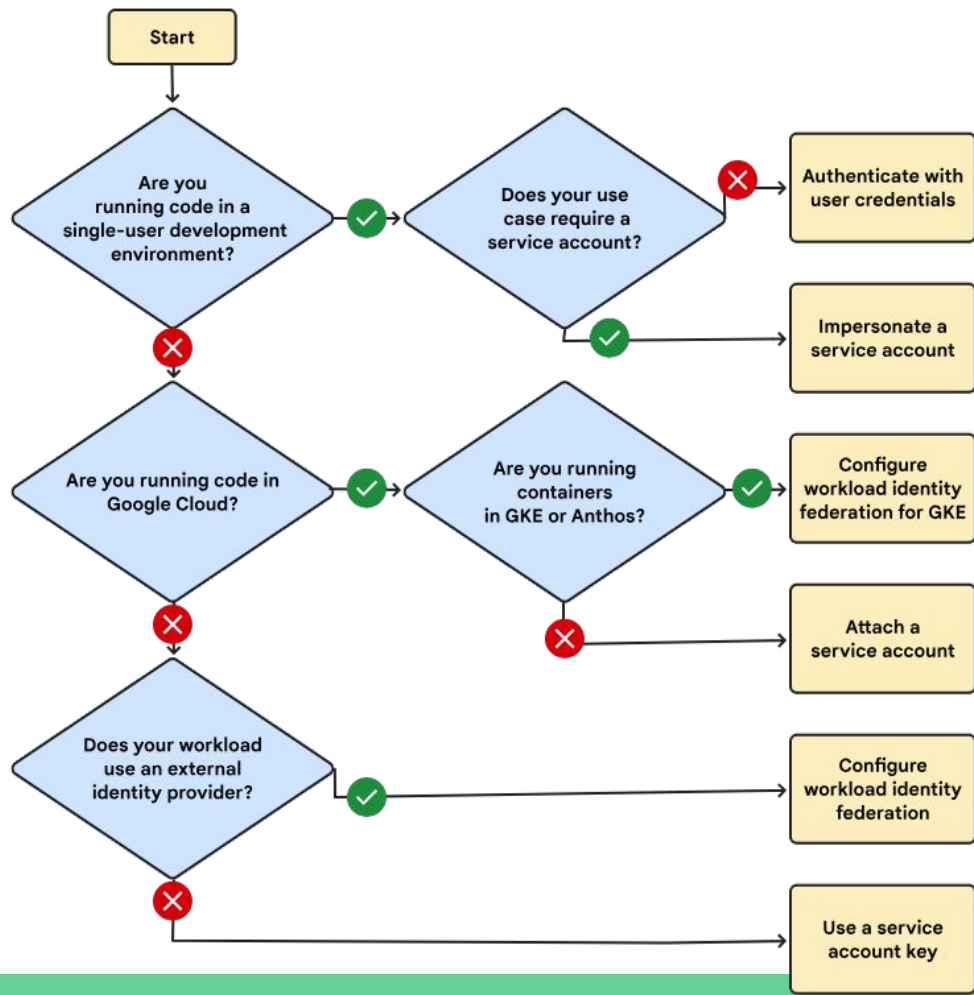 Start
Are you
running code in a
single-user development
environment?
Does your use
case require a
service account?
Authenticate with
user credentials
Impersonate a
service account
Are you running code in
Google Cloud?
Are you running
containers
in GKE or Anthos?
Configure
workload identity
federation for GKE
Attach a
service account
Does your workload
use an external
identity provider?
Configure
workload identity
federation
Use a service
account key